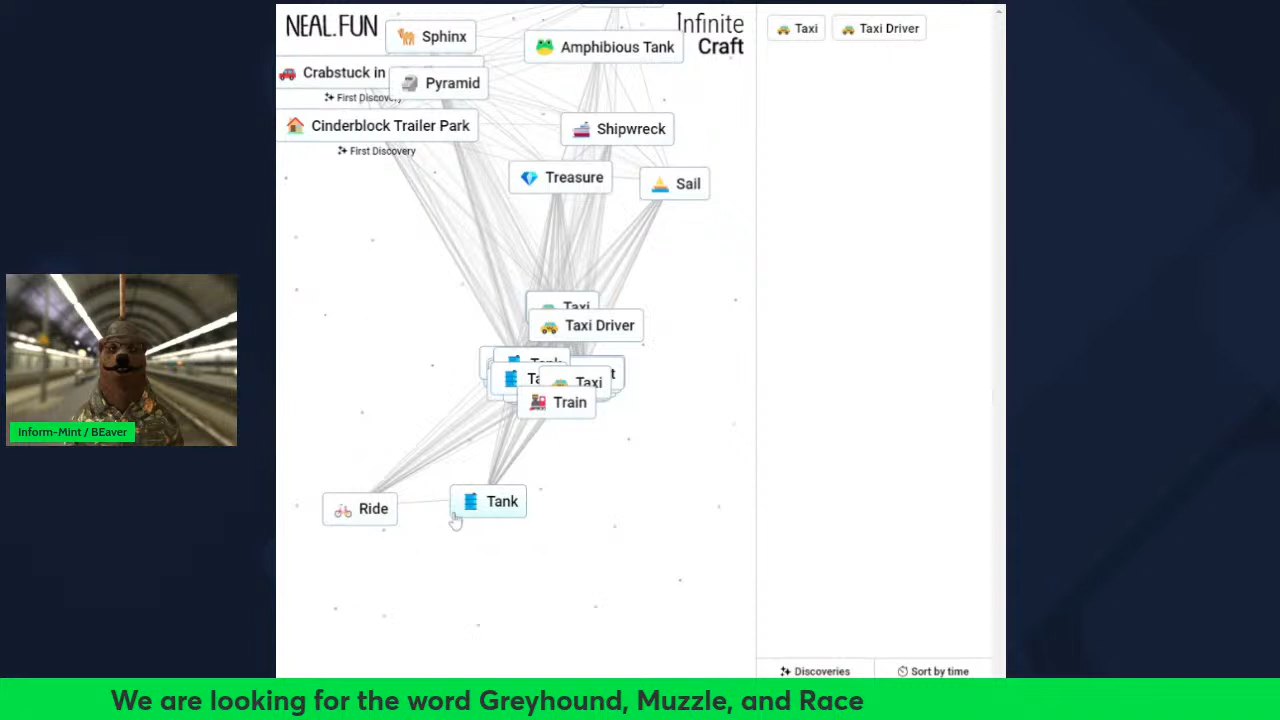 NEAL.FUN
Infinite
Craft
Sphinx
Amphibious Tank
Crabstuck in
Pyramid
First Discovery
Cinderblock Trailer Park
First Discovery
Shipwreck
Treasure
Sail
Taxi
Taxi Driver
Tank
Ta
Taxi
t
Train
Ride
Tank
Taxi
Taxi Driver
Discoveries
Sort by time
Inform-Mint / BEaver
We are looking for the word Greyhound, Muzzle, and Race